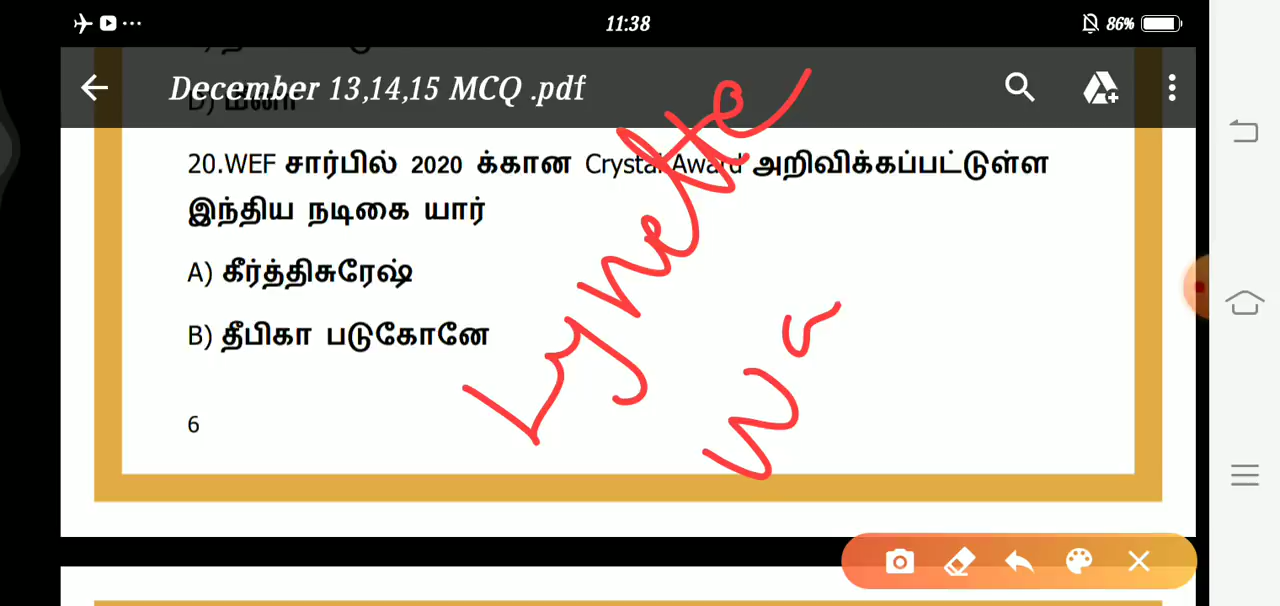 11:38
86%
December 13,14,15 MCQ .pdf
20.WEF சார்பில் 2020 க்கான Crystal Award அறிவிக்கப்பட்டுள்ள
இந்திய நடிகை யார்
A) கீர்த்திசுரேஷ்
B) தீபிகா படுகோனே
6
Lynette
Wa